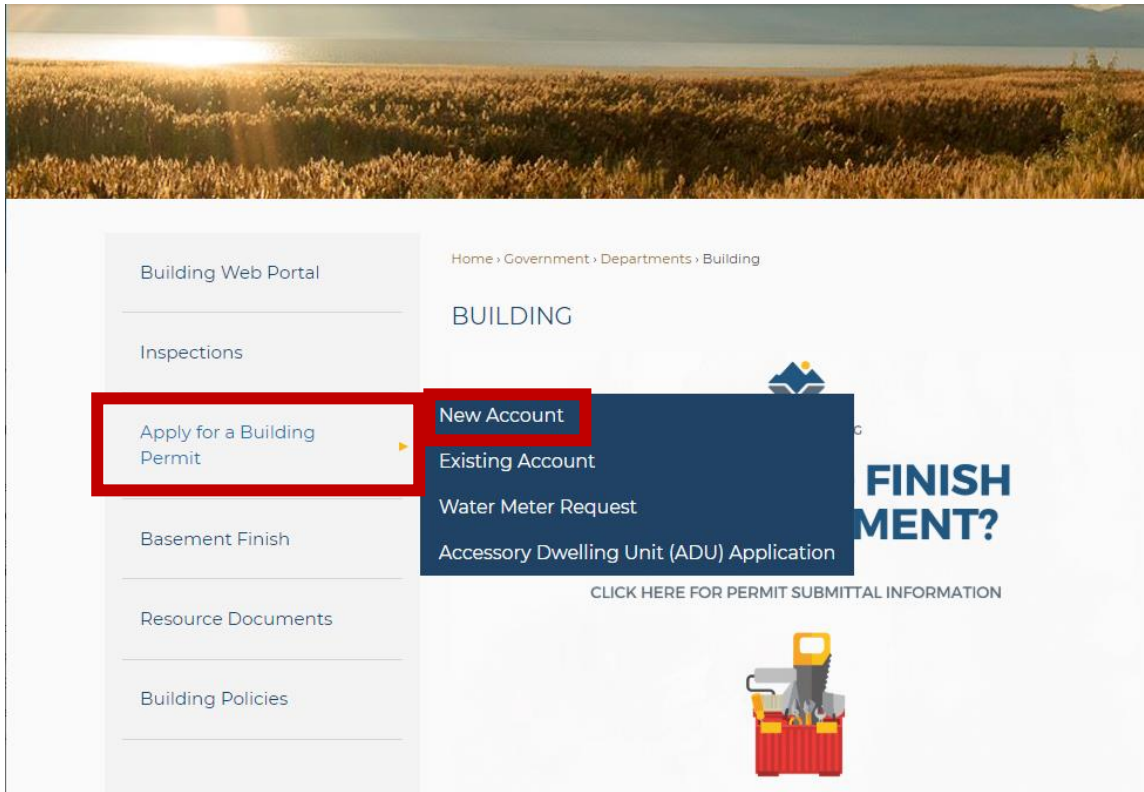 Building Web Portal
Inspections
Apply for a Building
Permit
Basement Finish
Resource Documents
Building Policies
Home › Government › Departments › Building
BUILDING
New Account
Existing Account
Water Meter Request
Accessory Dwelling Unit (ADU) Application
G
FINISH
MENT?
CLICK HERE FOR PERMIT SUBMITTAL INFORMATION